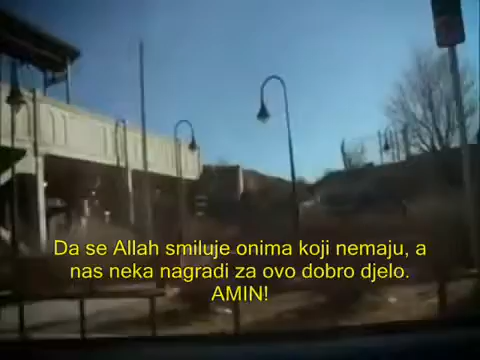 Da se Allah smiluje onima koji nemaju, a
nas neka nagradi za ovo dobro djelo.
AMIN!